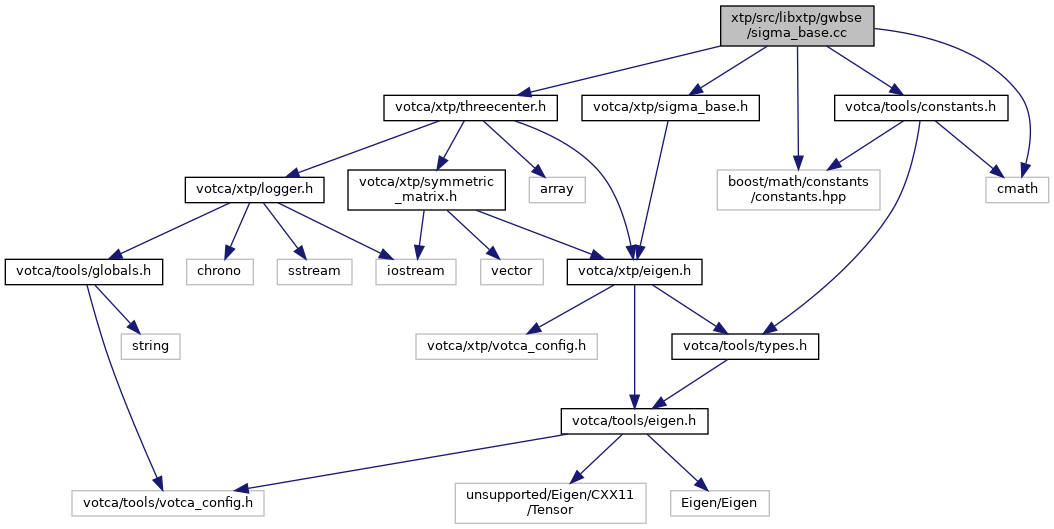 xtp/src/libxtp/gwbse
/sigma_base.cc
votca/xtp/threecenter.h
votca/xtp/sigma_base.h
votca/tools/constants.h
votca/xtp/logger.h
votca/xtp/symmetric
_matrix.h
array
boost/math/constants
/constants.hpp
cmath
votca/tools/globals.h
chrono
sstream
iostream
vector
votca/xtp/eigen.h
string
votca/xtp/votca_config.h
votca/tools/types.h
votca/tools/eigen.h
votca/tools/votca_config.h
unsupported/Eigen/CXX11
/Tensor
Eigen/Eigen